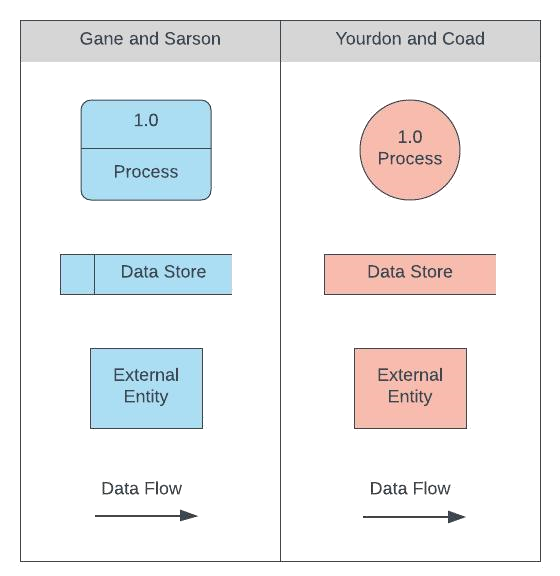 Gane and Sarson
Yourdon and Coad
1.0
Process
1.0
Process
Data Store
Data Store
External
Entity
External
Entity
Data Flow
Data Flow